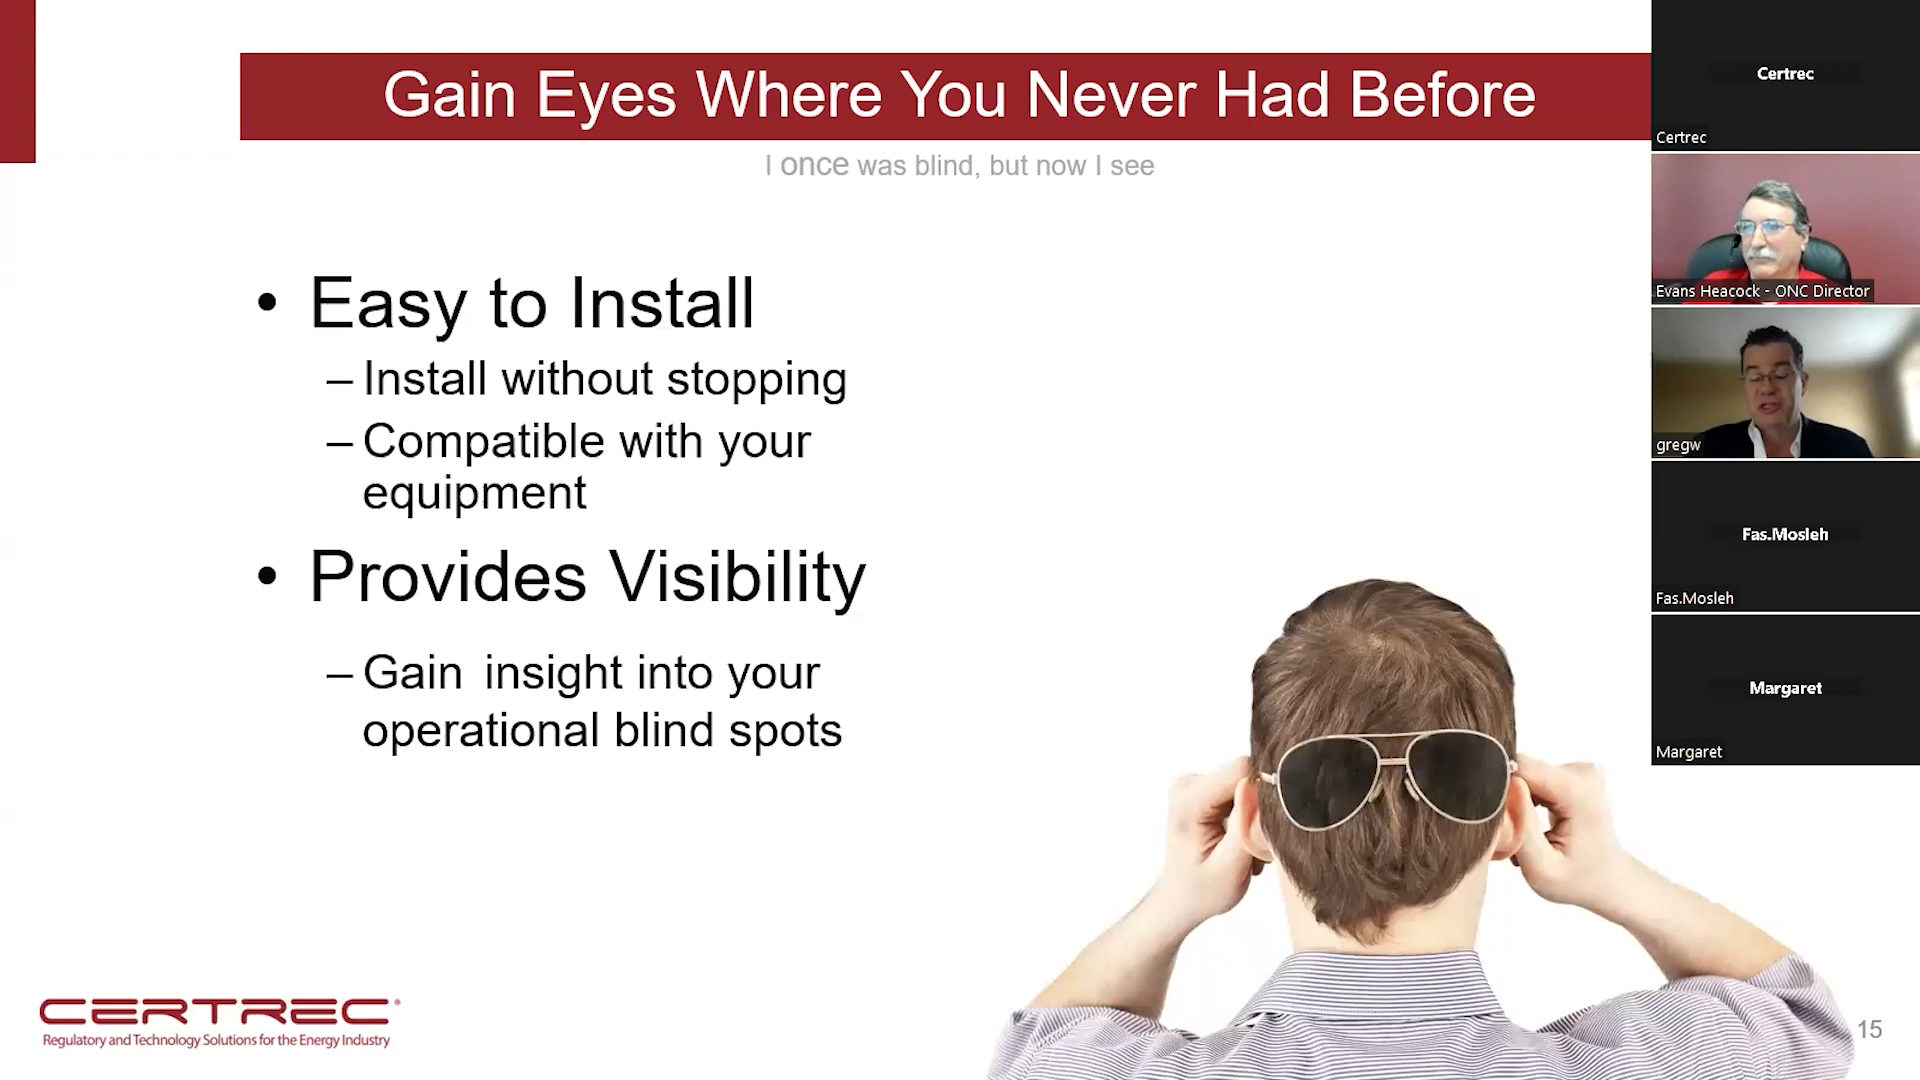 Gain Eyes Where You Never Had Before
I once was blind, but now I see
• Easy to Install
– Install without stopping
– Compatible with your
equipment
• Provides Visibility
– Gain insight into your
operational blind spots
CERTREC®
Regulatory and Technology Solutions for the Energy Industry
15
Certrec
Certrec
Evans Heacock - ONC Director
gregw
Fas.Mosleh
Fas.Mosleh
Margaret
Margaret